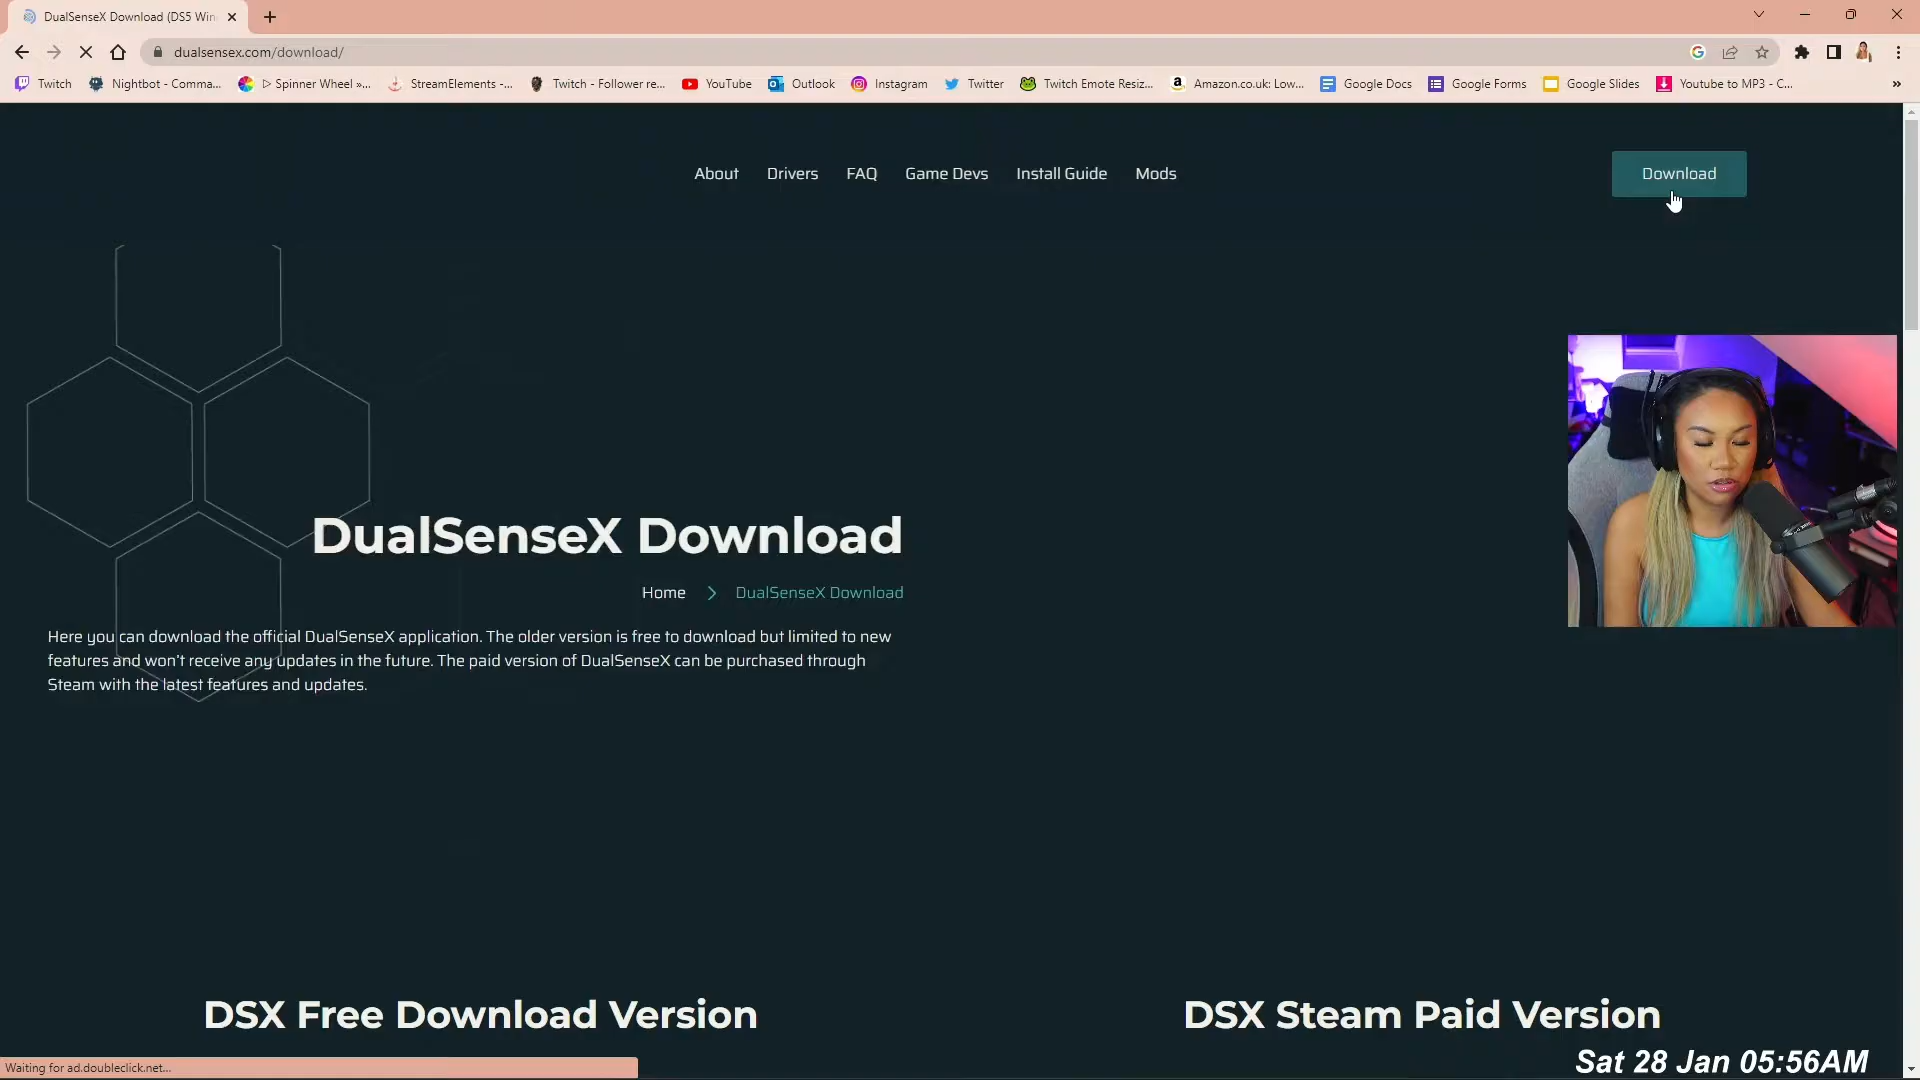 DualSenseX Download (DS5 Win
dualsensex.com/download/
Twitch
Nightbot - Comma...
Spinner Wheel »...
StreamElements -...
Twitch - Follower re...
YouTube
Outlook
Instagram
Twitter
Twitch Emote Resiz...
Amazon.co.uk: Low...
Google Docs
Google Forms
Google Slides
Youtube to MP3 - C...
»
About
Drivers
FAQ
Game Devs
Install Guide
Mods
Download
DualSenseX Download
Home > DualSenseX Download
Here you can download the official DualSenseX application. The older version is free to download but limited to new
features and won't receive any updates in the future. The paid version of DualSenseX can be purchased through
Steam with the latest features and updates.
DSX Free Download Version
DSX Steam Paid Version
Waiting for ad.doubleclick.net...
Sat 28 Jan 05:56AM